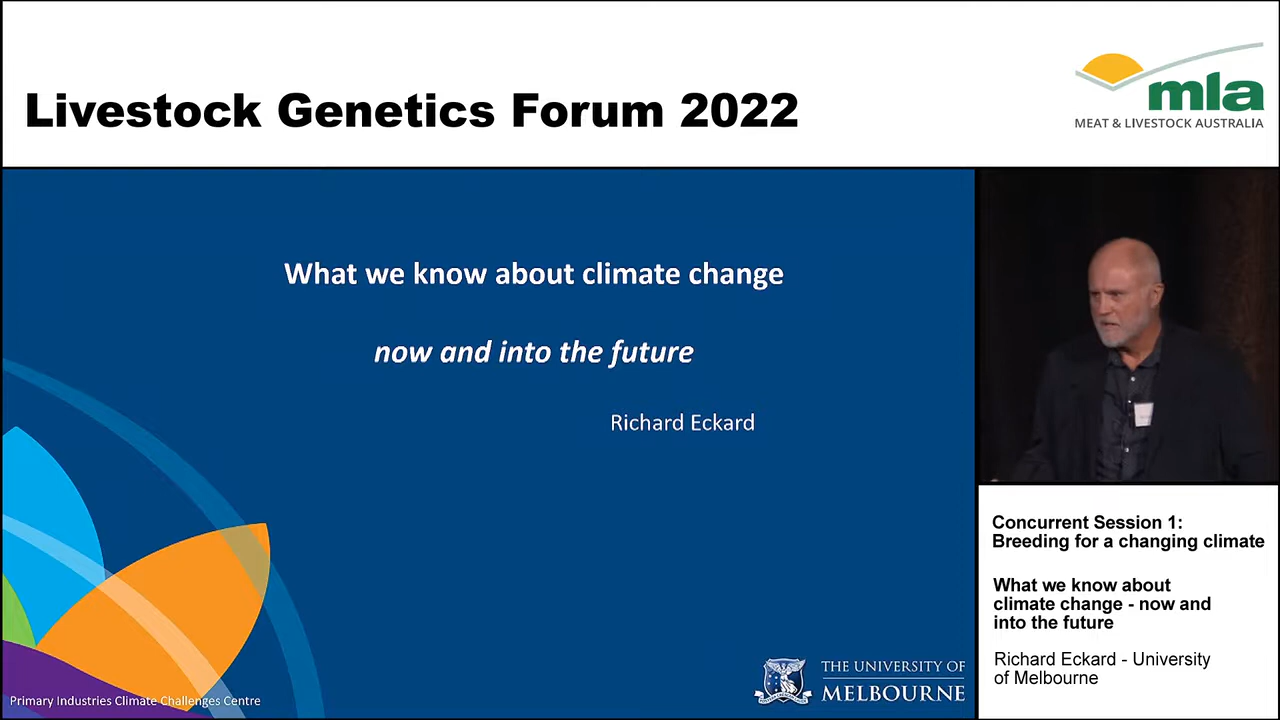 Livestock Genetics Forum 2022
mla
MEAT & LIVESTOCK AUSTRALIA
What we know about climate change
now and into the future
Richard Eckard
Primary Industries Climate Challenges Centre
THE UNIVERSITY OF
MELBOURNE
Concurrent Session 1:
Breeding for a changing climate
What we know about
climate change - now and
into the future
Richard Eckard - University
of Melbourne